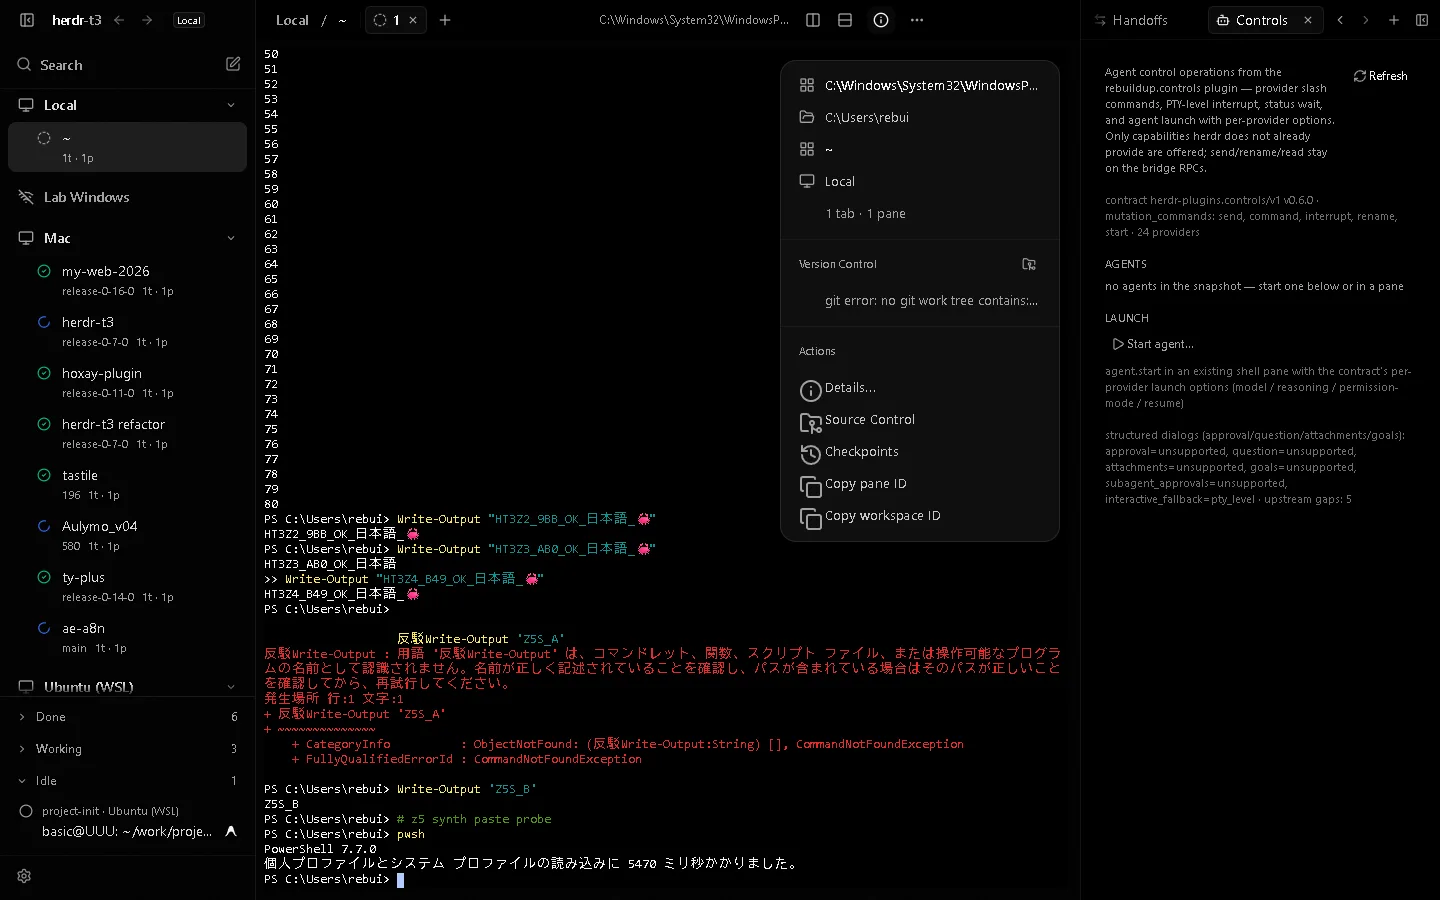 herdr-t3
Local
Search
Local
~
1t · 1p
Lab Windows
Mac
my-web-2026
release-0-16-0 1t · 1p
herdr-t3
release-0-7-0 1t · 1p
hoxay-plugin
release-0-11-0 1t · 1p
herdr-t3 refactor
release-0-7-0 1t · 1p
tastile
196 1t · 1p
Aulymo_v04
580 1t · 1p
ty-plus
release-0-14-0 1t · 1p
ae-a8n
main 1t · 1p
Ubuntu (WSL)
Done 6
Working 3
Idle 1
project-init · Ubuntu (WSL)
basic@UUU: ~/work/proje...
Local / ~
1
C:\Windows\System32\WindowsP...
50
51
52
53
54
55
56
57
58
59
60
61
62
63
64
65
66
67
68
69
70
71
72
73
74
75
76
77
78
79
80
PS C:\Users\rebui> Write-Output "HT3Z2_9BB_OK_日本語_🦀"
HT3Z2_9BB_OK_日本語_🦀
PS C:\Users\rebui> Write-Output "HT3Z3_AB0_OK_日本語_🦀"
HT3Z3_AB0_OK_日本語
>> Write-Output "HT3Z4_B49_OK_日本語_🦀"
HT3Z4_B49_OK_日本語_🦀
PS C:\Users\rebui>
反駁Write-Output 'Z5S_A'
反駁Write-Output : 用語 '反駁Write-Output' は、コマンドレット、関数、スクリプト ファイル、または操作可能なプログラ
ムの名前として認識されません。名前が正しく記述されていることを確認し、パスが含まれている場合はそのパスが正しいこと
を確認してから、再試行してください。
発生場所 行:1 文字:1
+ 反駁Write-Output 'Z5S_A'
+ ~~~~~~~~~~~~~~
+ CategoryInfo : ObjectNotFound: (反駁Write-Output:String) [], CommandNotFoundException
+ FullyQualifiedErrorId : CommandNotFoundException
PS C:\Users\rebui> Write-Output 'Z5S_B'
Z5S_B
PS C:\Users\rebui> # z5 synth paste probe
PS C:\Users\rebui> pwsh
PowerShell 7.7.0
個人プロファイルとシステム プロファイルの読み込みに 5470 ミリ秒かかりました。
PS C:\Users\rebui>
C:\Windows\System32\WindowsP...
C:\Users\rebui
~
Local
1 tab · 1 pane
Version Control
git error: no git work tree contains:...
Actions
Details...
Source Control
Checkpoints
Copy pane ID
Copy workspace ID
Handoffs
Controls
Agent control operations from the
rebuildup.controls plugin — provider slash
commands, PTY-level interrupt, status wait,
and agent launch with per-provider options.
Only capabilities herdr does not already
provide are offered; send/rename/read stay
on the bridge RPCs.
Refresh
contract herdr-plugins.controls/v1 v0.6.0 ·
mutation_commands: send, command, interrupt, rename,
start · 24 providers
AGENTS
no agents in the snapshot — start one below or in a pane
LAUNCH
Start agent...
agent.start in an existing shell pane with the contract's per-
provider launch options (model / reasoning / permission-
mode / resume)
structured dialogs (approval/question/attachments/goals):
approval=unsupported, question=unsupported,
attachments=unsupported, goals=unsupported,
subagent_approvals=unsupported,
interactive_fallback=pty_level · upstream gaps: 5